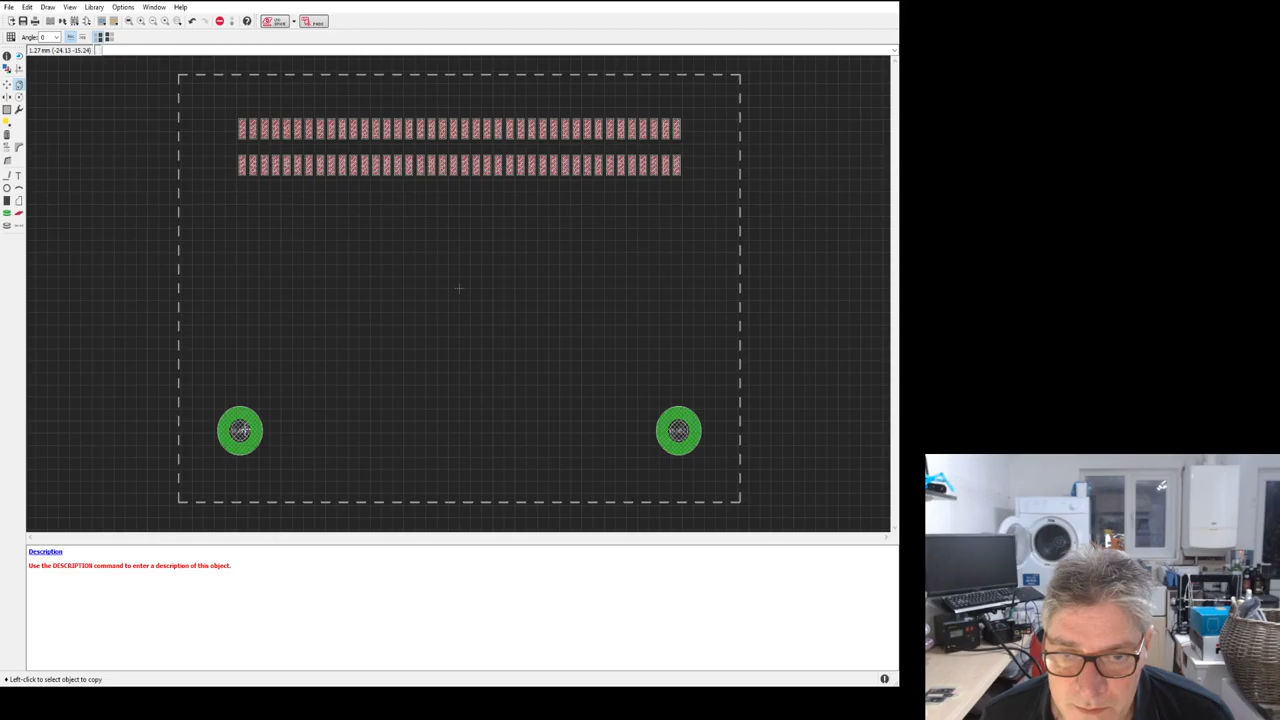 File Edit Draw View Library Options Window Help
Angle: 0
1.27 mm (-24.13 -15.24)
Description
Use the DESCRIPTION command to enter a description of this object.
Left-click to select object to copy